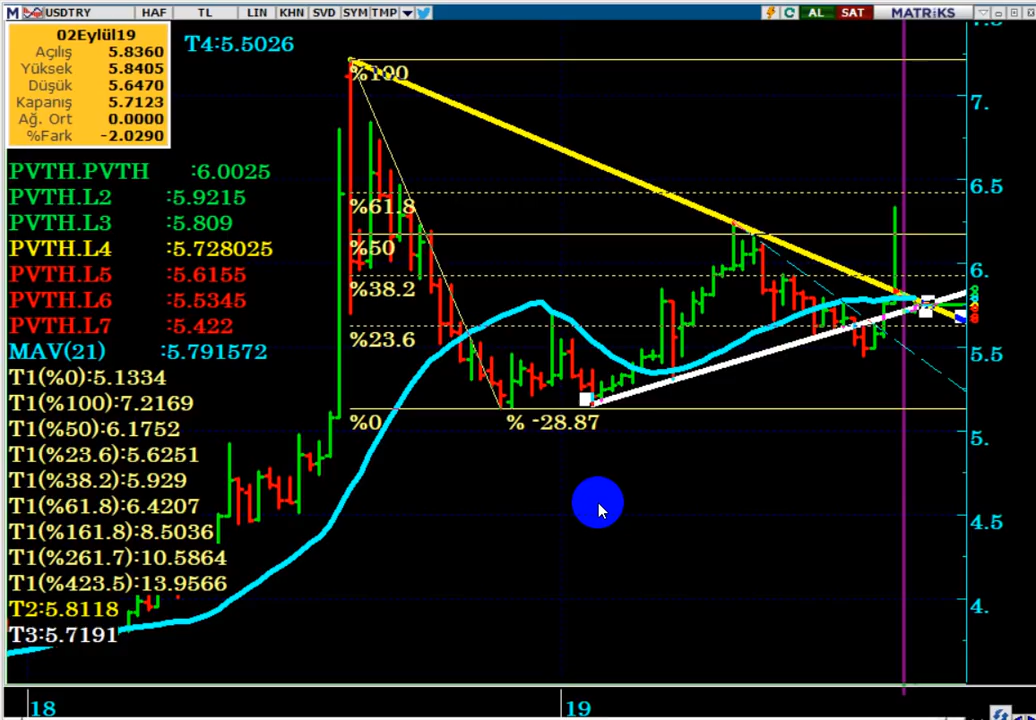 M USDTRY HAF TL LIN KHN SVD SYM TMP AL SAT MATRiKS
02Eylül19
Açılış 5.8360
Yüksek 5.8405
Düşük 5.6470
Kapanış 5.7123
Ağ. Ort 0.0000
%Fark -2.0290
T4:5.5026
PVTH.PVTH :6.0025
PVTH.L2 :5.9215
PVTH.L3 :5.809
PVTH.L4 :5.728025
PVTH.L5 :5.6155
PVTH.L6 :5.5345
PVTH.L7 :5.422
MAV(21) :5.791572
T1(%0):5.1334
T1(%100):7.2169
T1(%50):6.1752
T1(%23.6):5.6251
T1(%38.2):5.929
T1(%61.8):6.4207
T1(%161.8):8.5036
T1(%261.7):10.5864
T1(%423.5):13.9566
T2:5.8118
T3:5.7191
%100
%61.8
%50
%38.2
%23.6
%0
% -28.87
7.
6.5
6.
5.5
5.
4.5
4.
18
19